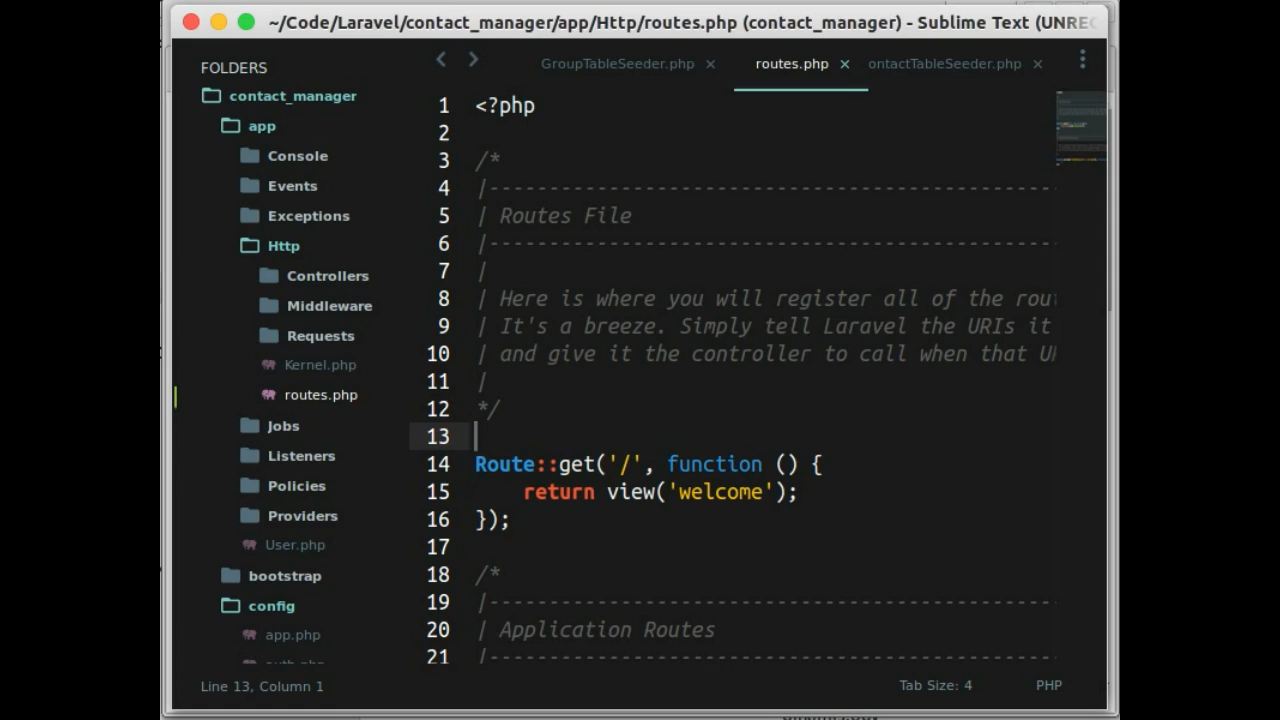 ~/Code/Laravel/contact_manager/app/Http/routes.php (contact_manager) - Sublime Text (UNREG
FOLDERS
contact_manager
app
Console
Events
Exceptions
Http
Controllers
Middleware
Requests
Kernel.php
routes.php
Jobs
Listeners
Policies
Providers
User.php
bootstrap
config
app.php
auth.php
GroupTableSeeder.php × routes.php × ontactTableSeeder.php ×
1 <?php
2
3 /*
4 |-----------------------------------------------
5 | Routes File
6 |-----------------------------------------------
7 |
8 | Here is where you will register all of the rout
9 | It's a breeze. Simply tell Laravel the URIs it
10 | and give it the controller to call when that UR
11 |
12 */
13
14 Route::get('/', function () {
15     return view('welcome');
16 });
17
18 /*
19 |-----------------------------------------------
20 | Application Routes
21 |-----------------------------------------------
Line 13, Column 1
Tab Size: 4
PHP